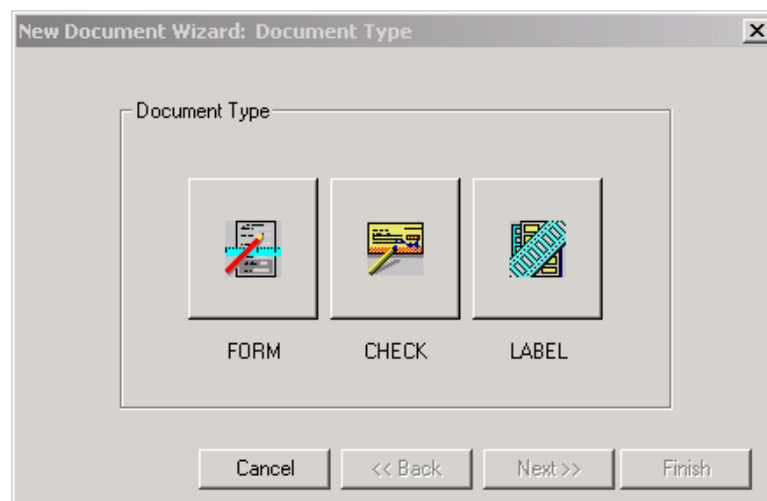 New Document Wizard: Document Type
Document Type
FORM CHECK LABEL
Cancel << Back Next >> Finish